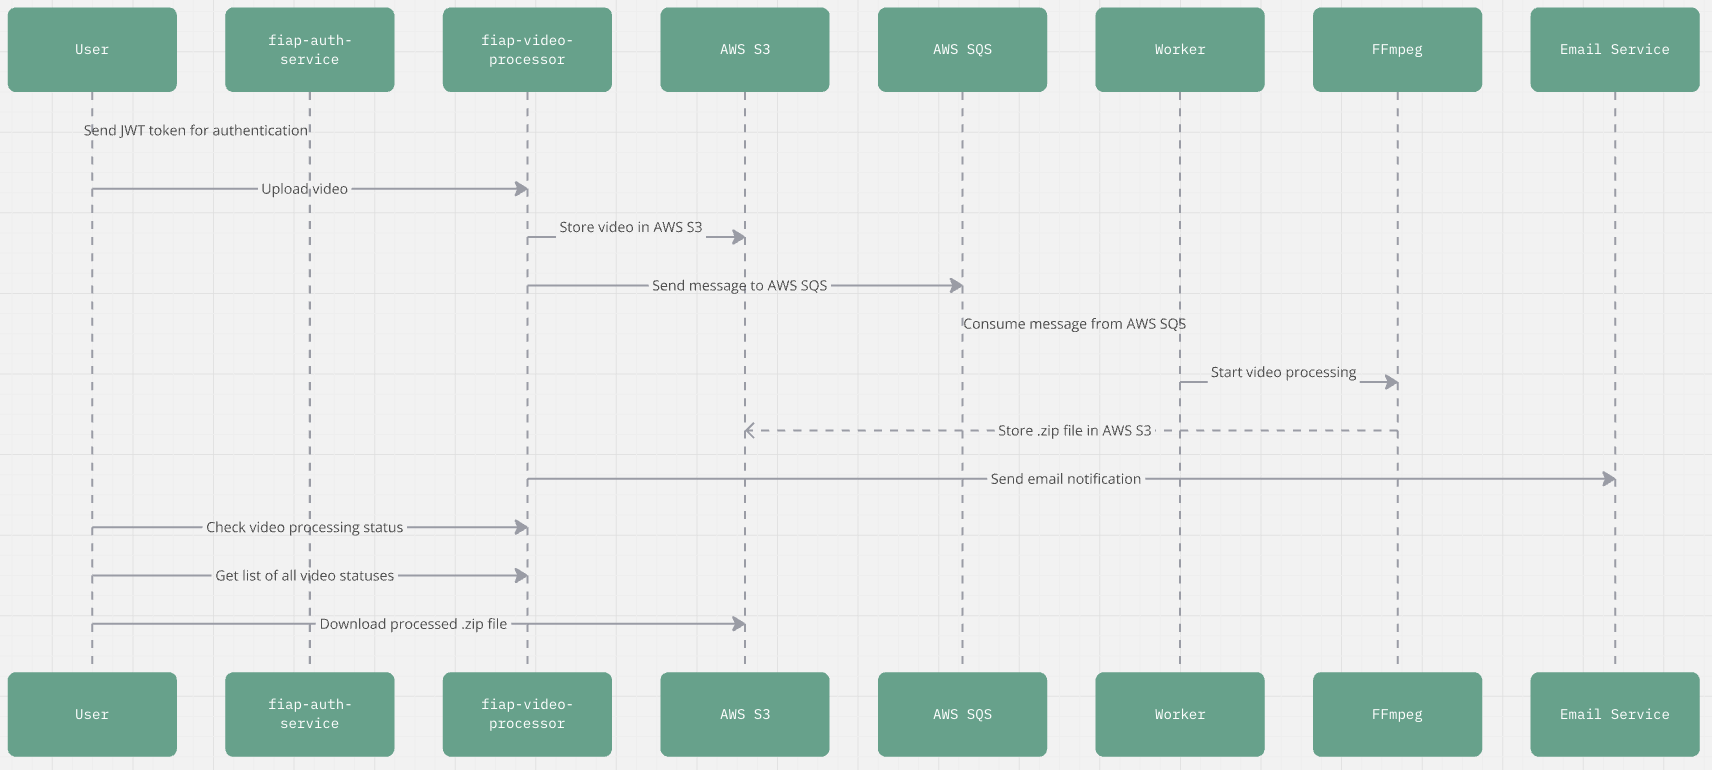 User
fiap-auth-
service
fiap-video-
processor
AWS S3
AWS SQS
Worker
FFmpeg
Email Service
Send JWT token for authentication
Upload video
Store video in AWS S3
Send message to AWS SQS
Consume message from AWS SQS
Start video processing
Store .zip file in AWS S3
Send email notification
Check video processing status
Get list of all video statuses
Download processed .zip file
User
fiap-auth-
service
fiap-video-
processor
AWS S3
AWS SQS
Worker
FFmpeg
Email Service